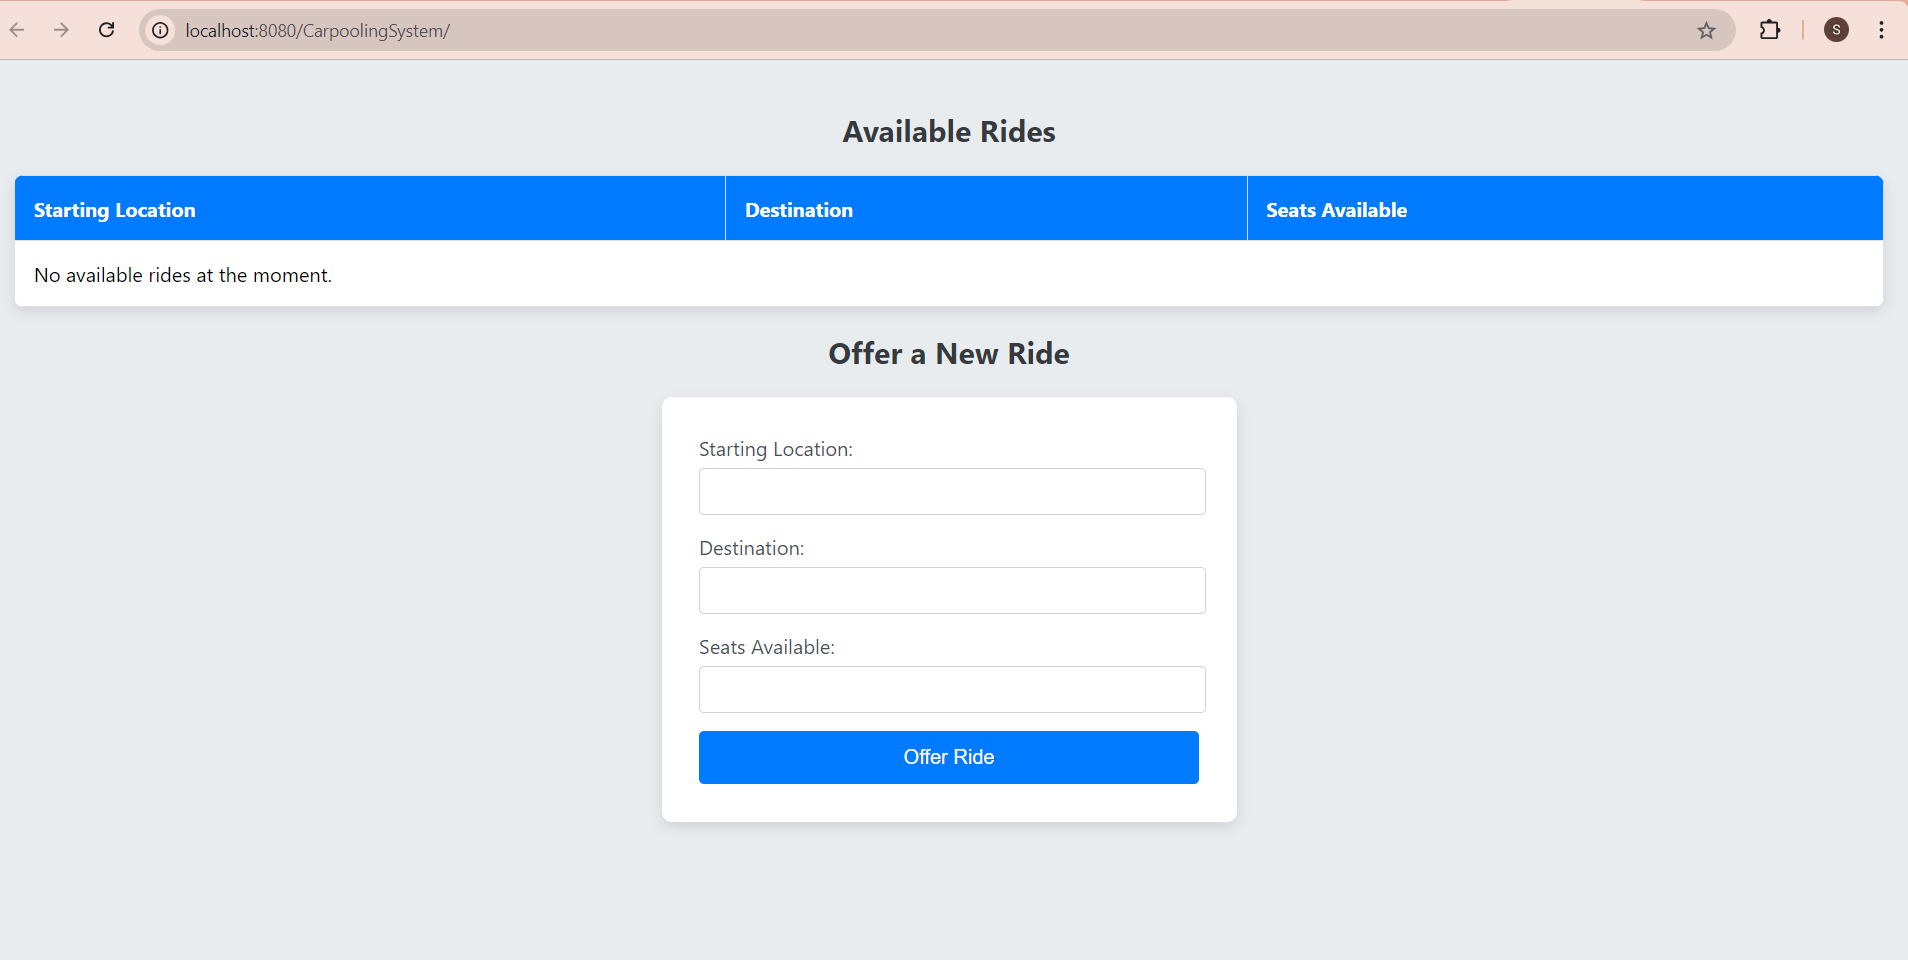 localhost:8080/CarpoolingSystem/
S
Available Rides
Starting Location Destination Seats Available
No available rides at the moment.
Offer a New Ride
Starting Location:
Destination:
Seats Available:
Offer Ride